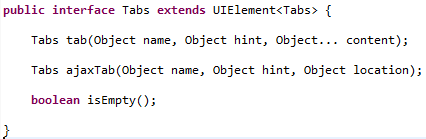 public interface Tabs extends UIElement<Tabs> {
Tabs tab(Object name, Object hint, Object... content);
Tabs ajaxTab(Object name, Object hint, Object location);
boolean isEmpty();
}